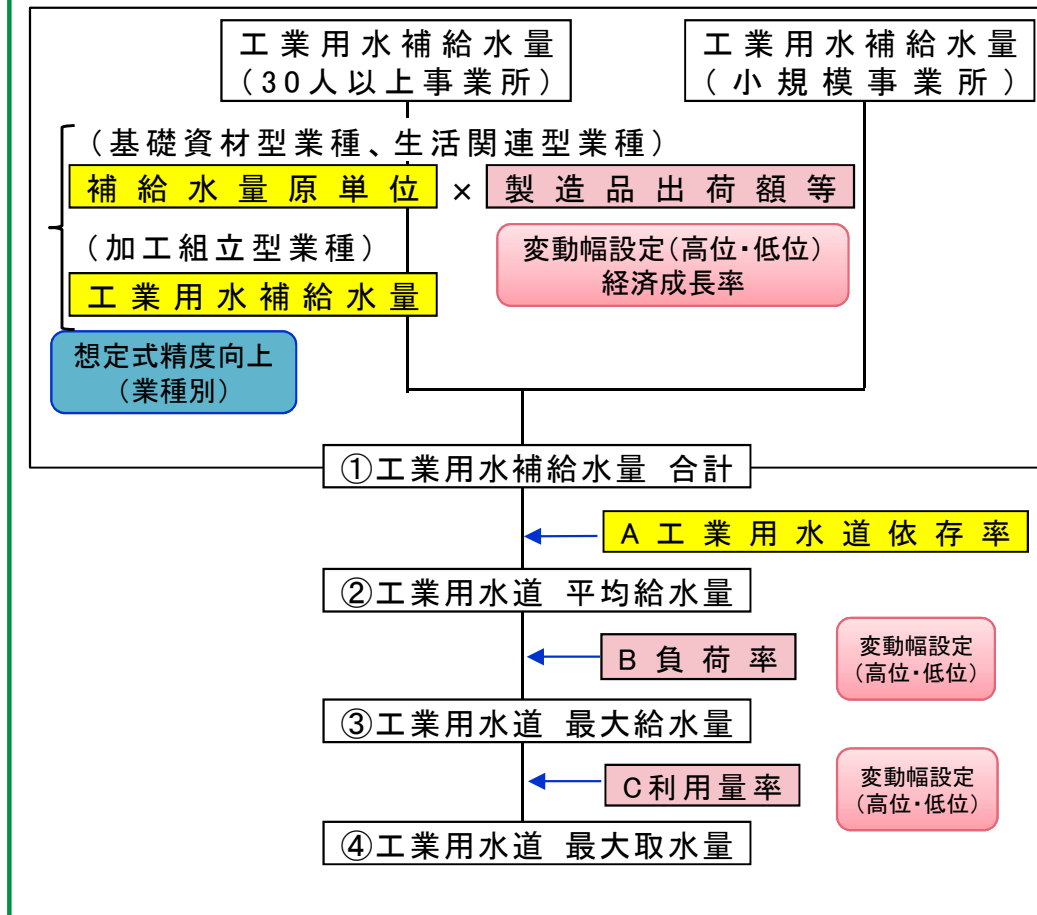 工業用水補給水量
(30人以上事業所)
工業用水補給水量
(小規模事業所)
(基礎資材型業種、生活関連型業種)
補給水量原単位 × 製造品出荷額等
(加工組立型業種)
工業用水補給水量
変動幅設定(高位・低位)
経済成長率
想定式精度向上
(業種別)
①工業用水補給水量 合計
A工業用水道依存率
②工業用水道 平均給水量
B負荷率
変動幅設定
(高位・低位)
③工業用水道 最大給水量
C利用量率
変動幅設定
(高位・低位)
④工業用水道 最大取水量